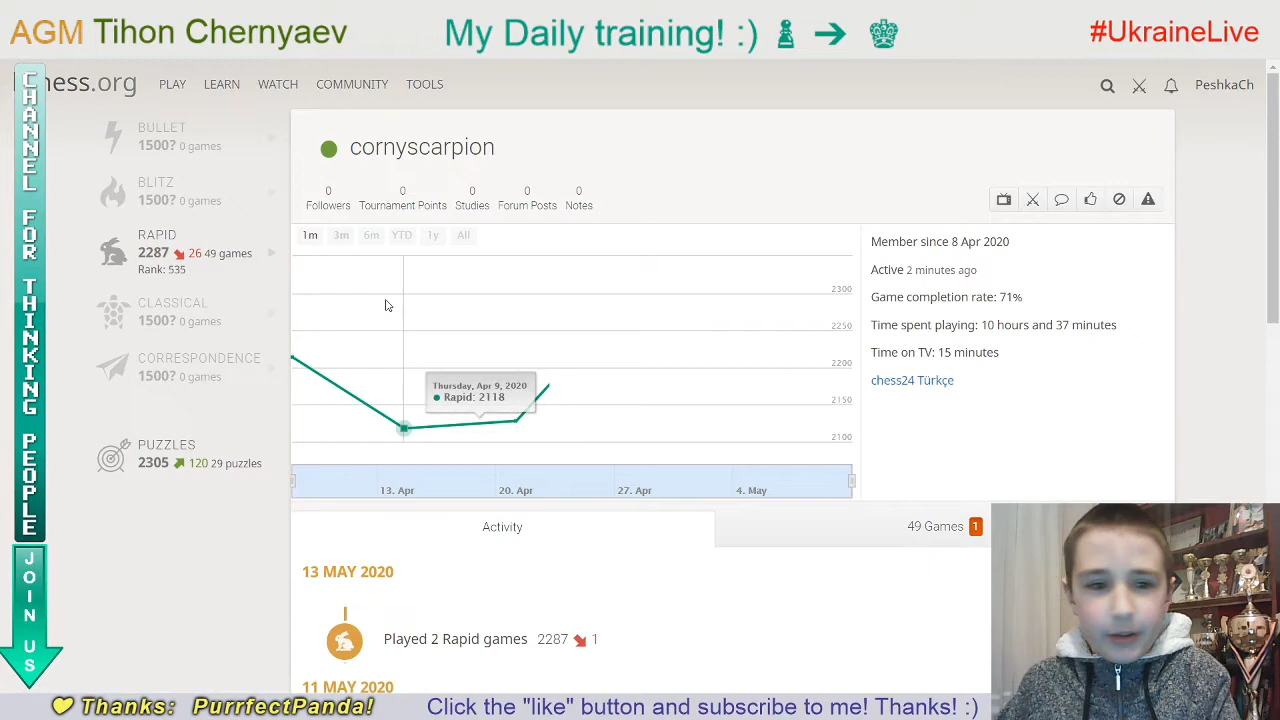 AGM Tihon Chernyaev
My Daily training! :)
#UkraineLive
CHANNEL FOR THINKING PEOPLE
JOIN US
hess.org
PLAY LEARN WATCH COMMUNITY TOOLS
PeshkaCh
BULLET
1500? 0 games
BLITZ
1500? 0 games
RAPID
2287 26 49 games
Rank: 535
CLASSICAL
1500? 0 games
CORRESPONDENCE
1500? 0 games
PUZZLES
2305 120 29 puzzles
cornyscarpion
0 0 0 0 0
Followers Tournament Points Studies Forum Posts Notes
1m 3m 6m YTD 1y All
2300
2250
2200
2150
2100
Thursday, Apr 9, 2020
Rapid: 2118
13. Apr 20. Apr 27. Apr 4. May
Member since 8 Apr 2020
Active 2 minutes ago
Game completion rate: 71%
Time spent playing: 10 hours and 37 minutes
Time on TV: 15 minutes
chess24 Türkçe
Activity
49 Games 1
13 MAY 2020
Played 2 Rapid games 2287 1
11 MAY 2020
Thanks: PurrfectPanda!
Click the "like" button and subscribe to me! Thanks! :)